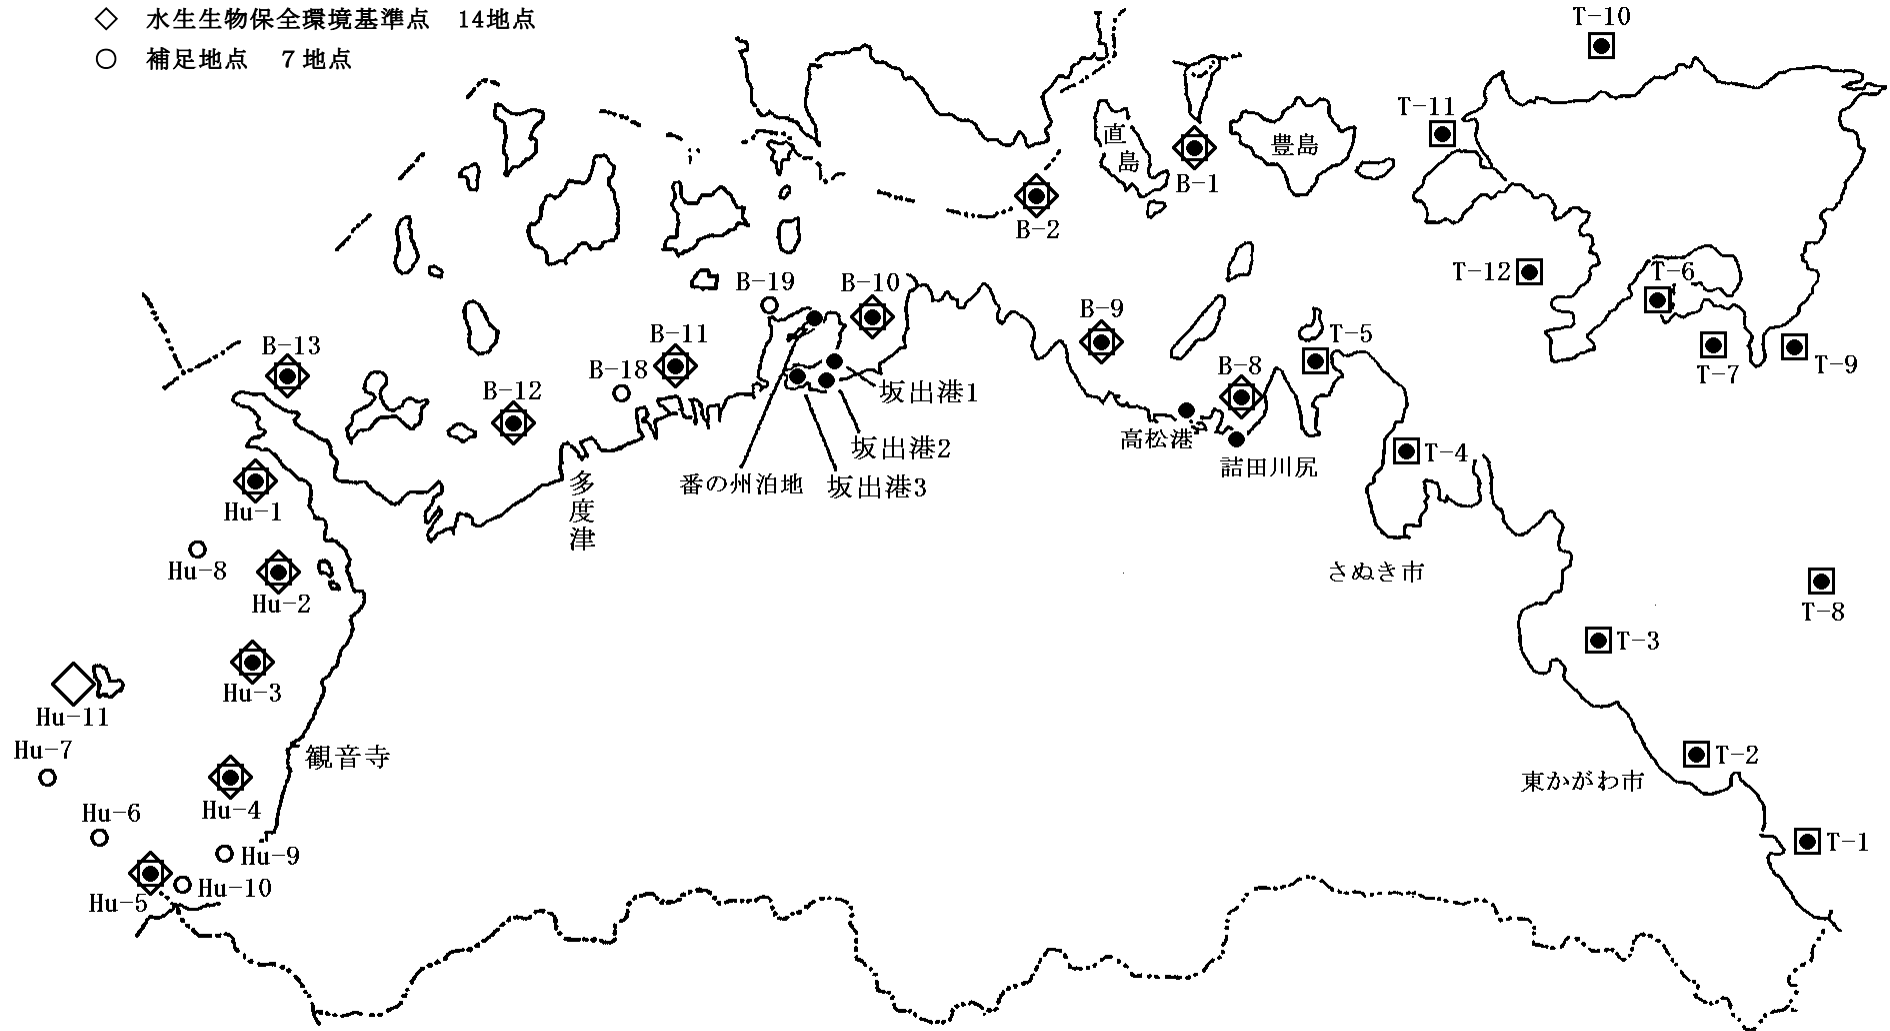 ◇ 水生生物保全環境基準点 14地点
○ 補足地点 7地点
T-10
T-11
直島
豊島
B-1
B-2
T-12
T-6
B-19
B-10
B-9
T-5
B-11
B-13
B-18
B-12
B-8
T-7
T-9
坂出港1
坂出港2
坂出港3
番の州泊地
高松港
詰田川尻
T-4
多度津
Hu-1
Hu-8
Hu-2
さぬき市
T-8
T-3
Hu-3
Hu-11
Hu-7
観音寺
Hu-4
Hu-6
東かがわ市
T-2
T-1
Hu-9
Hu-10
Hu-5